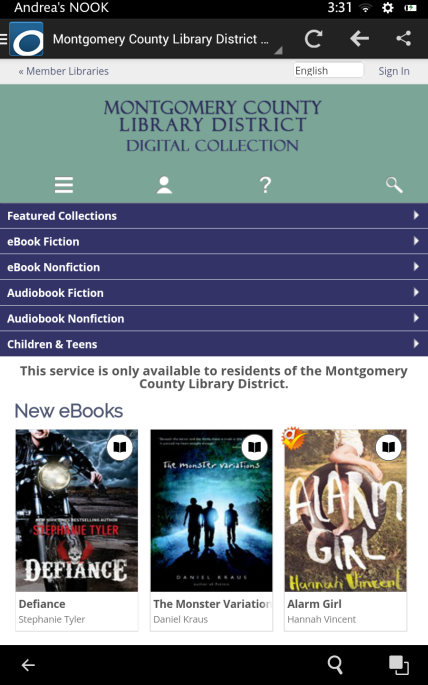 Andrea's NOOK 3:31
Montgomery County Library District ...
« Member Libraries English Sign In
MONTGOMERY COUNTY
LIBRARY DISTRICT
DIGITAL COLLECTION
?
Featured Collections
eBook Fiction
eBook Nonfiction
Audiobook Fiction
Audiobook Nonfiction
Children & Teens
This service is only available to residents of the Montgomery
County Library District.
New eBooks
BESTSELLING AUTHOR
STEPHANIE TYLER
DEFIANCE
The Monster Variations
DANIEL KRAUS
ALARM
GIRL
Hannah Vincent
Defiance
Stephanie Tyler
The Monster Variation
Daniel Kraus
Alarm Girl
Hannah Vincent